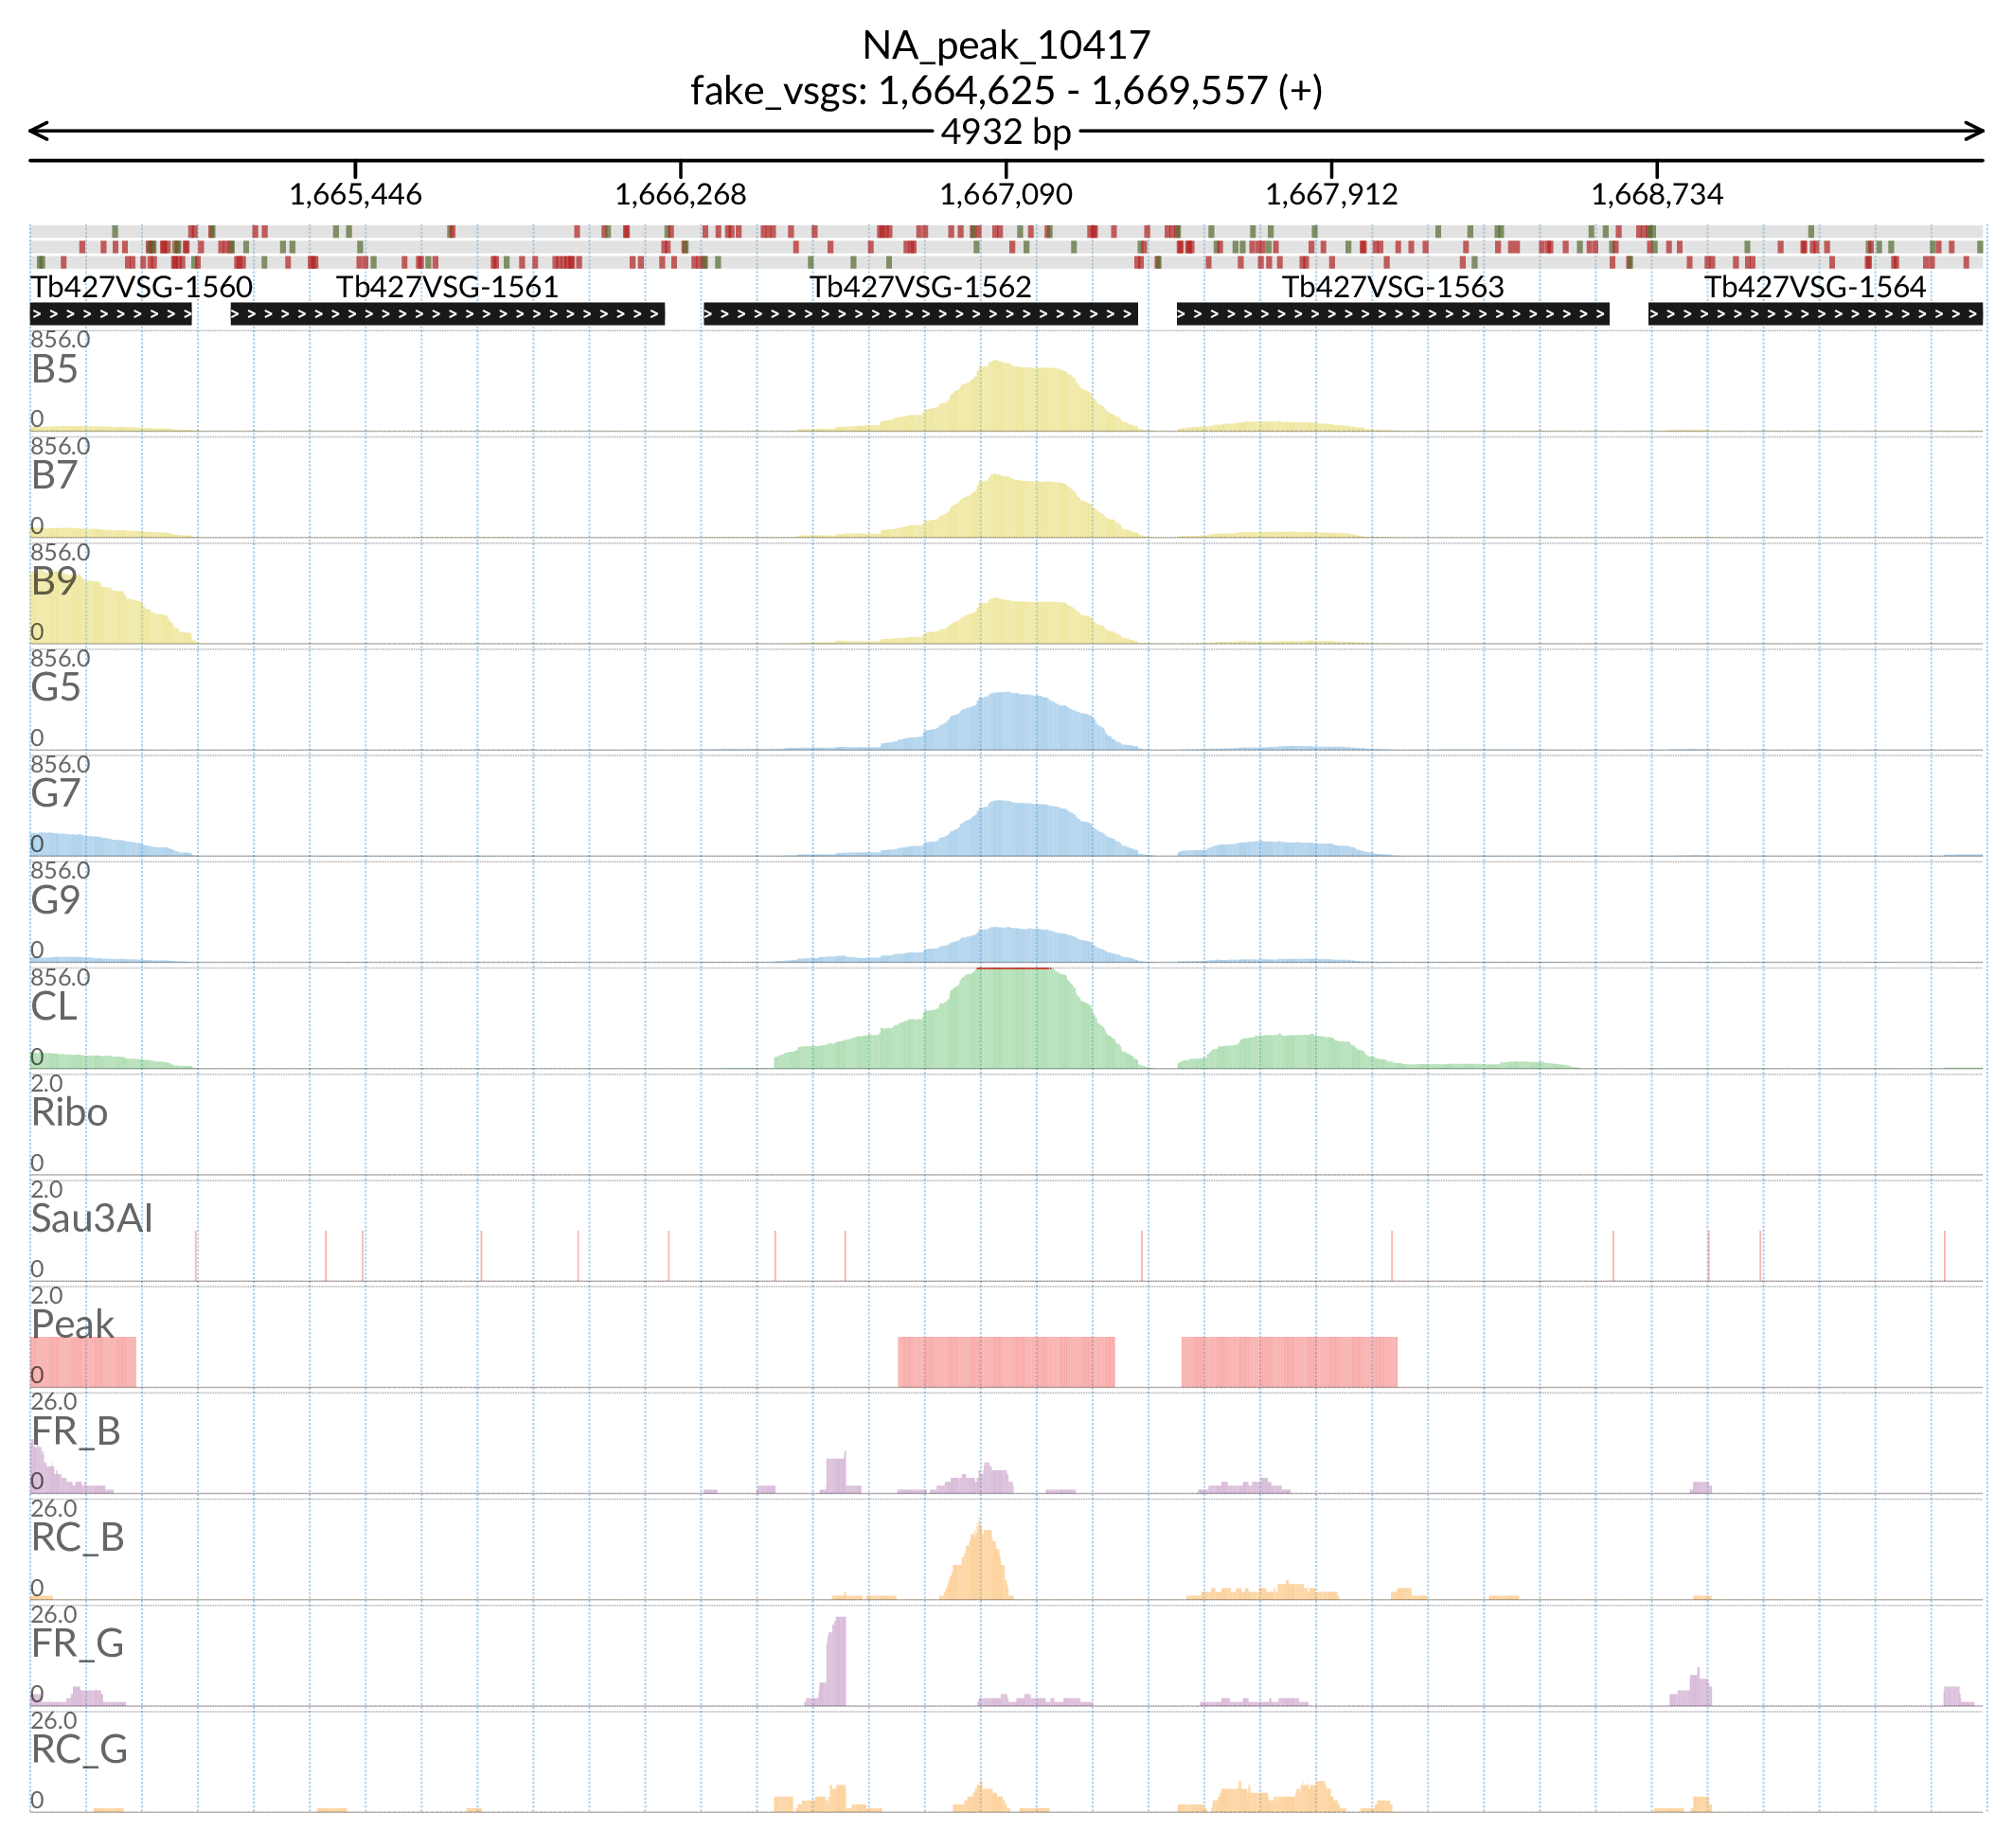 NA_peak_10417
fake_vsgs: 1,664,625 - 1,669,557 (+)
4932 bp
1,665,446 1,666,268 1,667,090 1,667,912 1,668,734
Tb427VSG-1560 Tb427VSG-1561 Tb427VSG-1562 Tb427VSG-1563 Tb427VSG-1564
856.0
B5
0
856.0
B7
0
856.0
B9
0
856.0
G5
0
856.0
G7
0
856.0
G9
0
856.0
CL
0
2.0
Ribo
0
2.0
Sau3AI
0
2.0
Peak
0
26.0
FR_B
0
26.0
RC_B
0
26.0
FR_G
0
26.0
RC_G
0